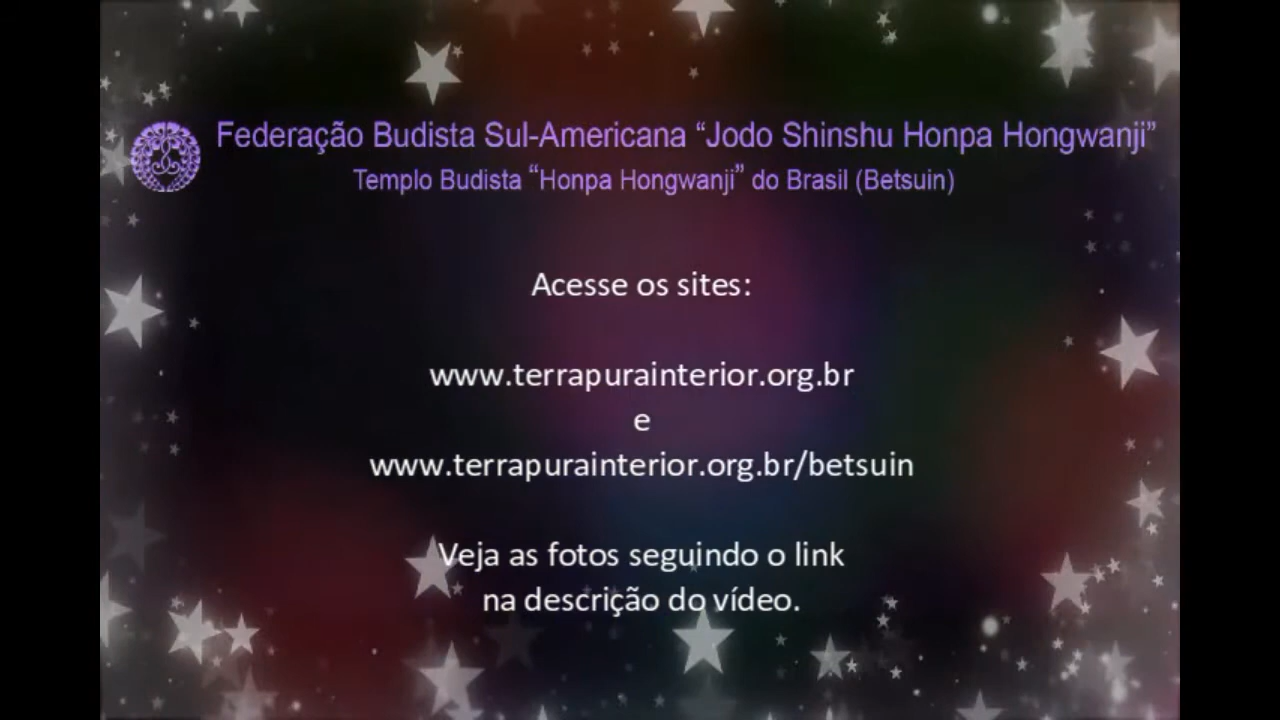 Federação Budista Sul-Americana “Jodo Shinshu Honpa Hongwanji”
Templo Budista “Honpa Hongwanji” do Brasil (Betsuin)
Acesse os sites:
www.terrapurainterior.org.br
e
www.terrapurainterior.org.br/betsuin
Veja as fotos seguindo o link
na descrição do vídeo.